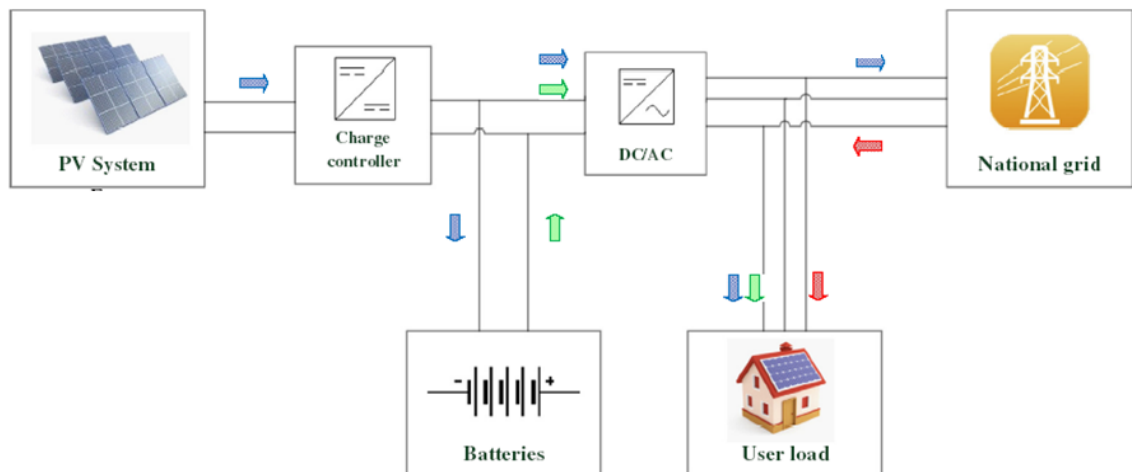 PV System
Charge
controller
DC/AC
National grid
- +
Batteries
User load